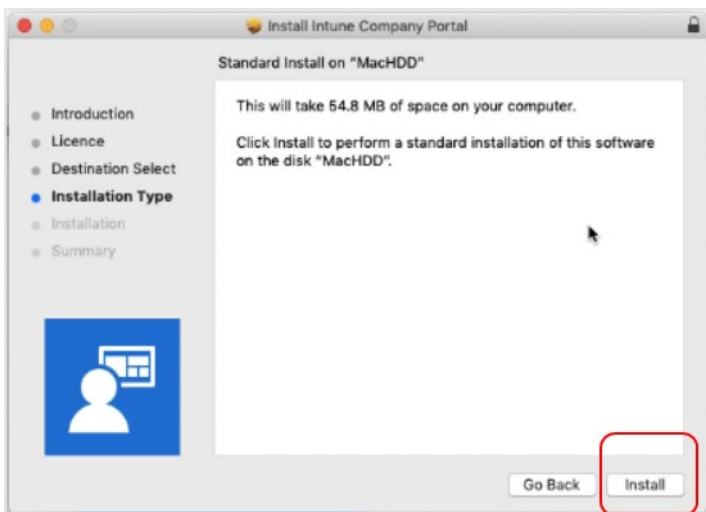 Install Intune Company Portal
Standard Install on "MacHDD"
Introduction
Licence
Destination Select
Installation Type
Installation
Summary
This will take 54.8 MB of space on your computer.
Click Install to perform a standard installation of this software
on the disk "MacHDD".
Go Back
Install